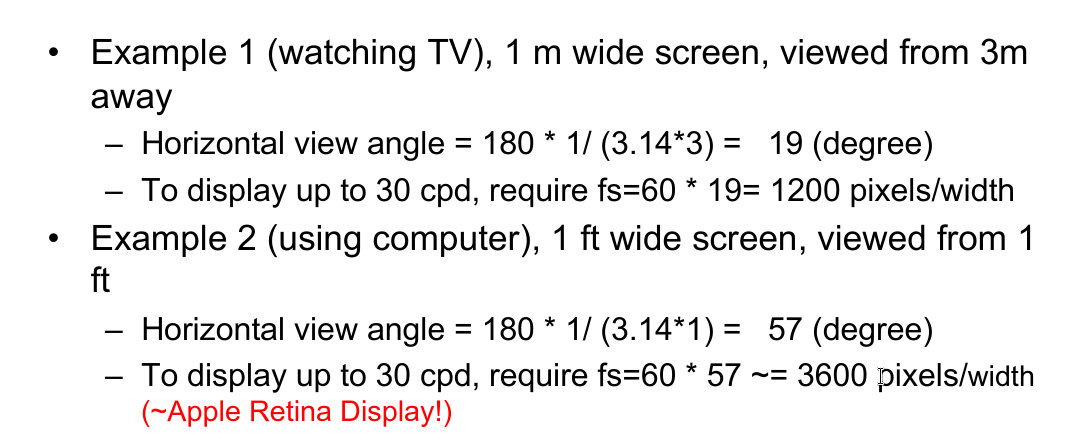 • Example 1 (watching TV), 1 m wide screen, viewed from 3m
away
– Horizontal view angle = 180 * 1/ (3.14*3) = 19 (degree)
– To display up to 30 cpd, require fs=60 * 19= 1200 pixels/width
• Example 2 (using computer), 1 ft wide screen, viewed from 1
ft
– Horizontal view angle = 180 * 1/ (3.14*1) = 57 (degree)
– To display up to 30 cpd, require fs=60 * 57 ~= 3600 pixels/width
(~Apple Retina Display!)